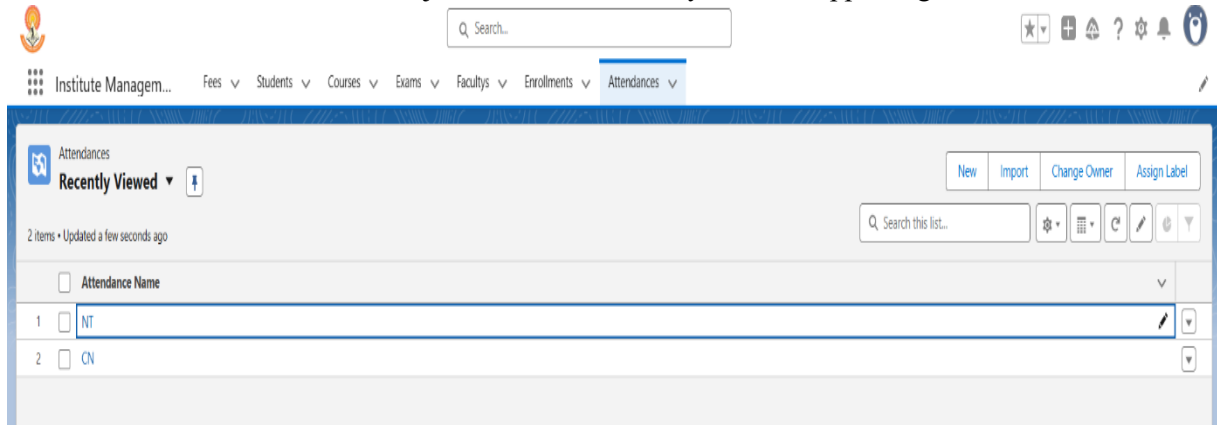 Search...
Institute Managem... Fees Students Courses Exams Facultys Enrollments Attendances
Attendances
Recently Viewed
New Import Change Owner Assign Label
2 items • Updated a few seconds ago
Search this list...
Attendance Name
1 NT
2 CN